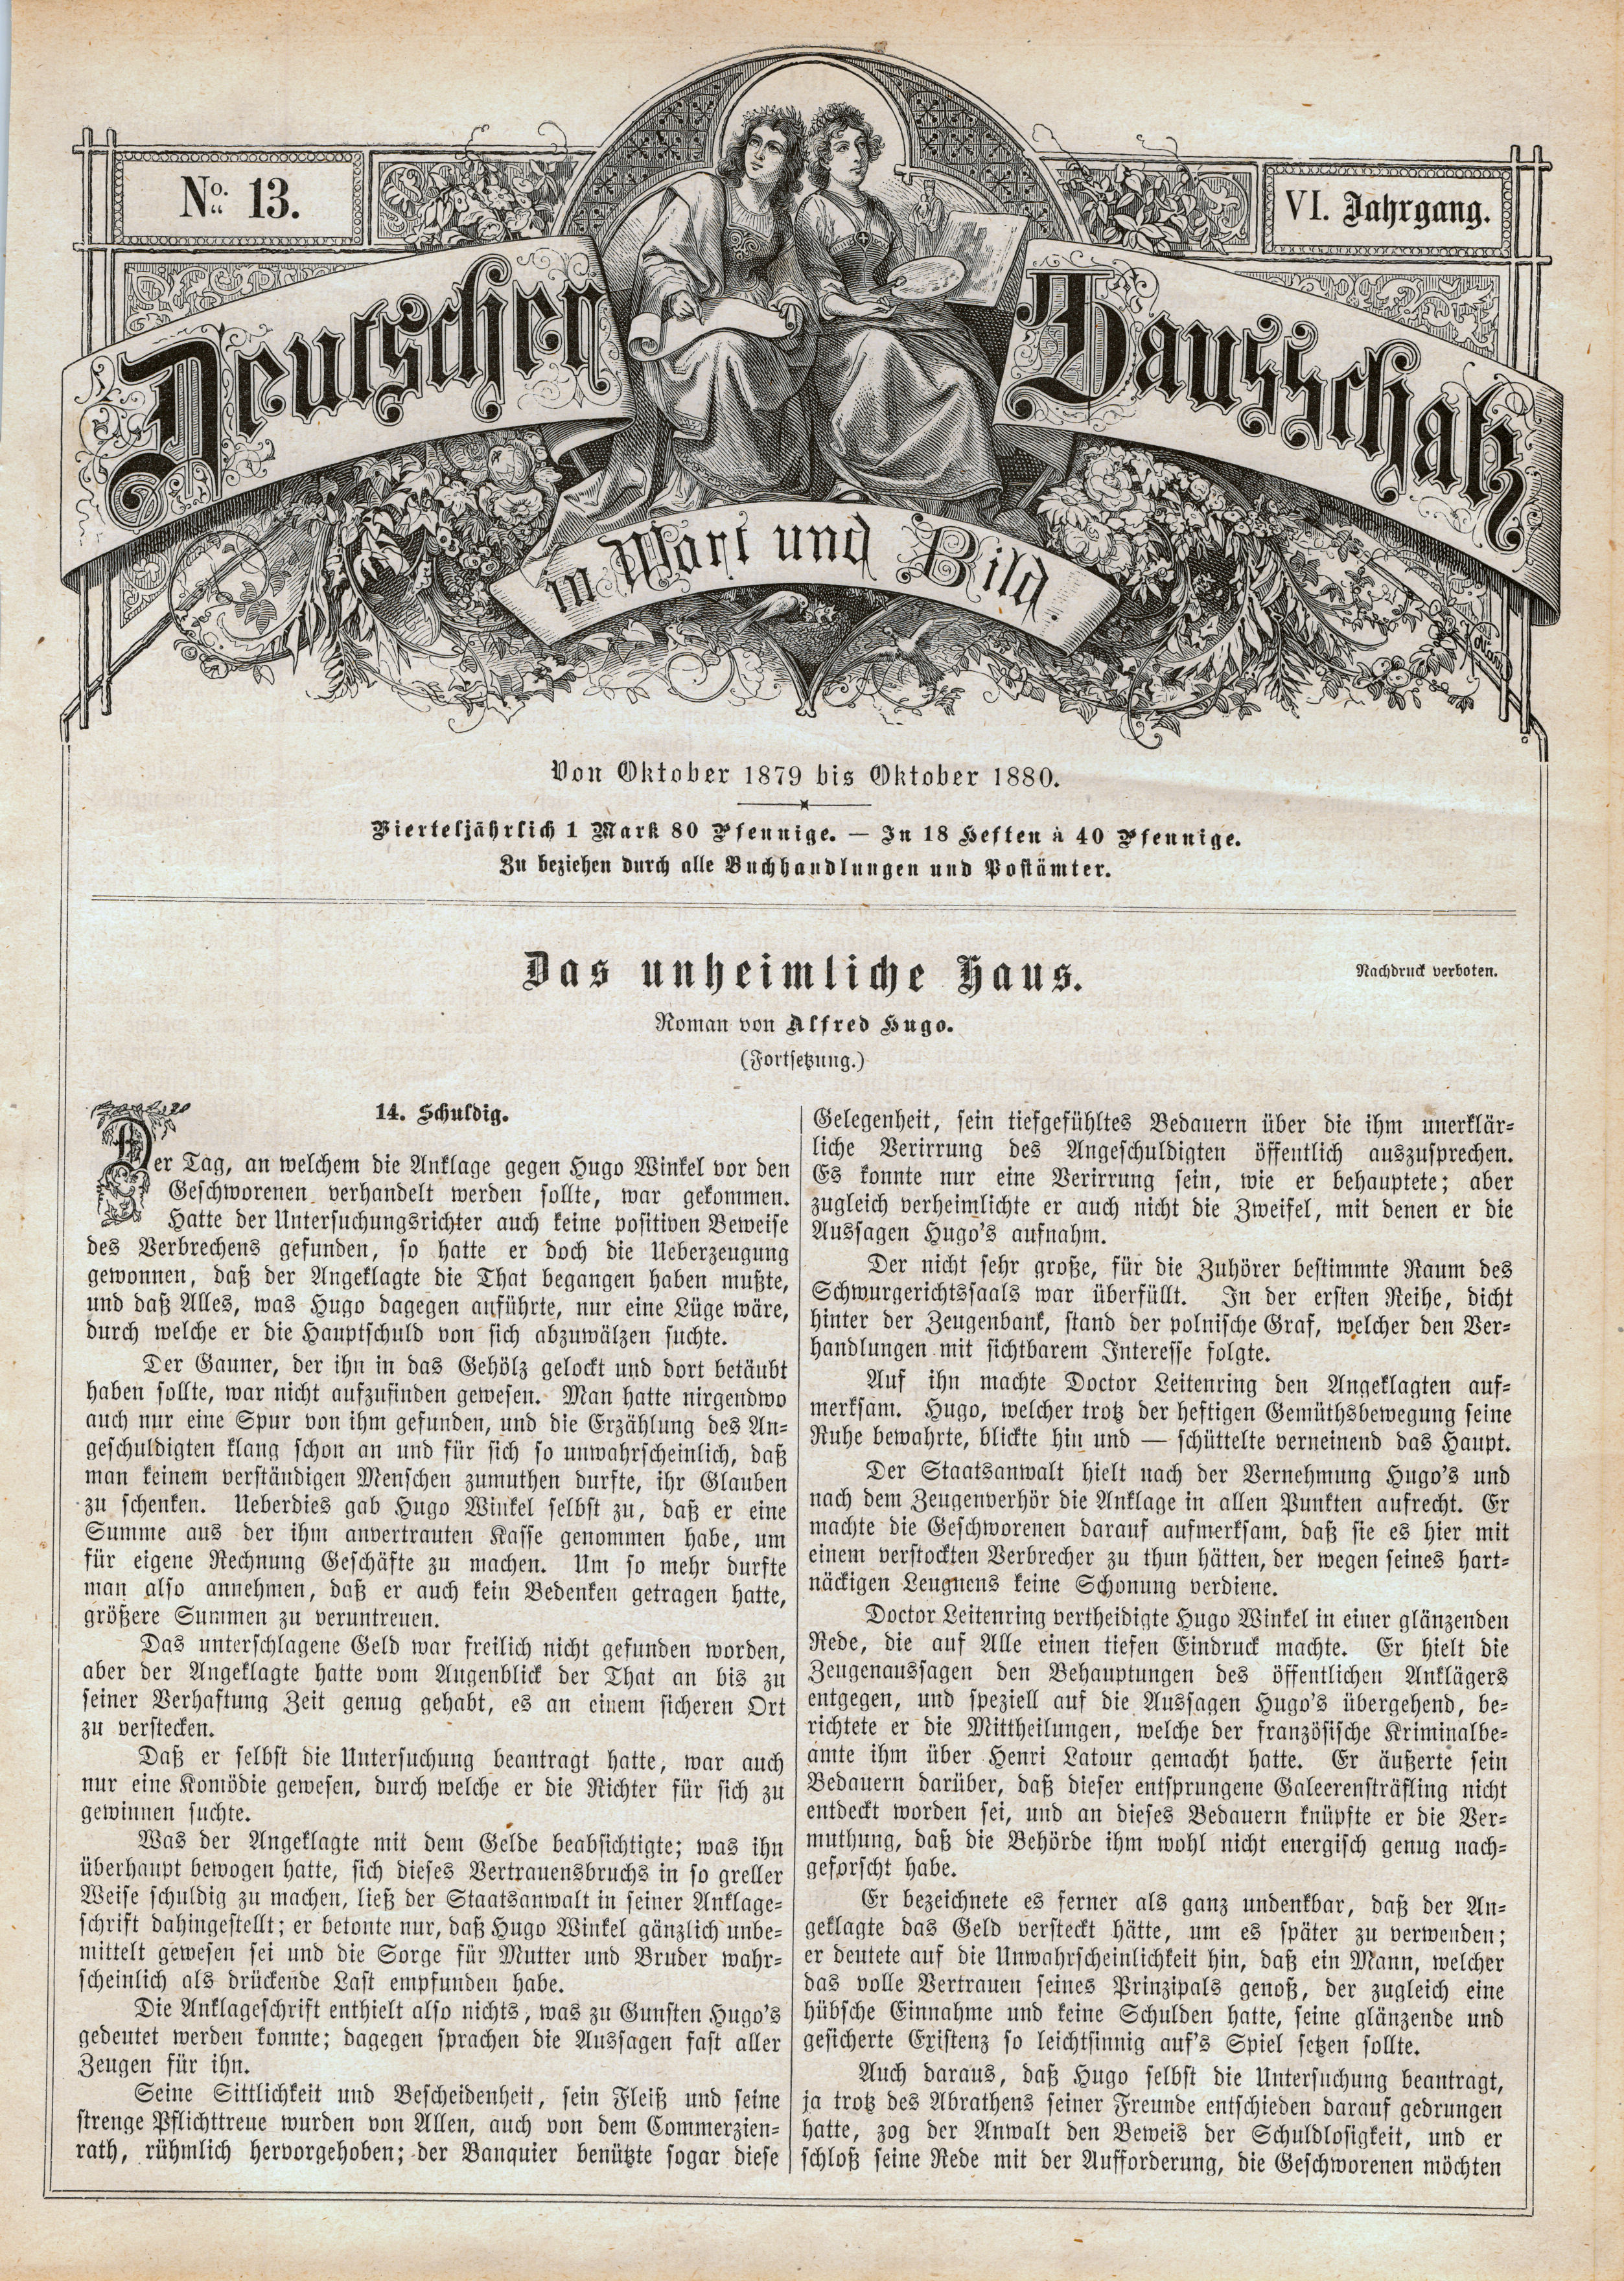 No. 13.
VI. Jahrgang.
Deutscher Hausschatz
in Wort und Bild
Von Oktober 1879 bis Oktober 1880.
Vierteljährlich 1 Mark 80 Pfennige. — In 18 Heften à 40 Pfennige.
Zu beziehen durch alle Buchhandlungen und Postämter.
Das unheimliche Haus.
Nachdruck verboten.
Roman von Alfred Hugo.
(Fortsetzung.)
14. Schuldig.
Der Tag, an welchem die Anklage gegen Hugo Winkel vor den
Geschworenen verhandelt werden sollte, war gekommen.
Hatte der Untersuchungsrichter auch keine positiven Beweise
des Verbrechens gefunden, so hatte er doch die Ueberzeugung
gewonnen, daß der Angeklagte die That begangen haben mußte,
und daß Alles, was Hugo dagegen anführte, nur eine Lüge wäre,
durch welche er die Hauptschuld von sich abzuwälzen suchte.
Der Gauner, der ihn in das Gehölz gelockt und dort betäubt
haben sollte, war nicht aufzufinden gewesen. Man hatte nirgendwo
auch nur eine Spur von ihm gefunden, und die Erzählung des An-
geschuldigten klang schon an und für sich so unwahrscheinlich, daß
man keinem verständigen Menschen zumuthen durfte, ihr Glauben
zu schenken. Ueberdies gab Hugo Winkel selbst zu, daß er eine
Summe aus der ihm anvertrauten Kasse genommen habe, um
für eigene Rechnung Geschäfte zu machen. Um so mehr durfte
man also annehmen, daß er auch kein Bedenken getragen hatte,
größere Summen zu veruntreuen.
Das unterschlagene Geld war freilich nicht gefunden worden,
aber der Angeklagte hatte vom Augenblick der That an bis zu
seiner Verhaftung Zeit genug gehabt, es an einem sicheren Ort
zu verstecken.
Daß er selbst die Untersuchung beantragt hatte, war auch
nur eine Komödie gewesen, durch welche er die Richter für sich zu
gewinnen suchte.
Was der Angeklagte mit dem Gelde beabsichtigte; was ihn
überhaupt bewogen hatte, sich dieses Vertrauensbruchs in so greller
Weise schuldig zu machen, ließ der Staatsanwalt in seiner Anklage-
schrift dahingestellt; er betonte nur, daß Hugo Winkel gänzlich unbe-
mittelt gewesen sei und die Sorge für Mutter und Bruder wahr-
scheinlich als drückende Last empfunden habe.
Die Anklageschrift enthielt also nichts, was zu Gunsten Hugo's
gedeutet werden konnte; dagegen sprachen die Aussagen fast aller
Zeugen für ihn.
Seine Sittlichkeit und Bescheidenheit, sein Fleiß und seine
strenge Pflichttreue wurden von Allen, auch von dem Commerzien-
rath, rühmlich hervorgehoben; der Banquier benützte sogar diese
Gelegenheit, sein tiefgefühltes Bedauern über die ihm unerklär-
liche Verirrung des Angeschuldigten öffentlich auszusprechen.
Es konnte nur eine Verirrung sein, wie er behauptete; aber
zugleich verheimlichte er auch nicht die Zweifel, mit denen er die
Aussagen Hugo's aufnahm.
Der nicht sehr große, für die Zuhörer bestimmte Raum des
Schwurgerichtssaals war überfüllt. In der ersten Reihe, dicht
hinter der Zeugenbank, stand der polnische Graf, welcher den Ver-
handlungen mit sichtbarem Interesse folgte.
Auf ihn machte Doctor Leitenring den Angeklagten auf-
merksam. Hugo, welcher trotz der heftigen Gemüthsbewegung seine
Ruhe bewahrte, blickte hin und — schüttelte verneinend das Haupt.
Der Staatsanwalt hielt nach der Vernehmung Hugo's und
nach dem Zeugenverhör die Anklage in allen Punkten aufrecht. Er
machte die Geschworenen darauf aufmerksam, daß sie es hier mit
einem verstockten Verbrecher zu thun hätten, der wegen seines hart-
näckigen Leugnens keine Schonung verdiene.
Doctor Leitenring vertheidigte Hugo Winkel in einer glänzenden
Rede, die auf Alle einen tiefen Eindruck machte. Er hielt die
Zeugenaussagen den Behauptungen des öffentlichen Anklägers
entgegen, und speziell auf die Aussagen Hugo's übergehend, be-
richtete er die Mittheilungen, welche der französische Kriminalbe-
amte ihm über Henri Latour gemacht hatte. Er äußerte sein
Bedauern darüber, daß dieser entsprungene Galeerensträfling nicht
entdeckt worden sei, und an dieses Bedauern knüpfte er die Ver-
muthung, daß die Behörde ihm wohl nicht energisch genug nach-
geforscht habe.
Er bezeichnete es ferner als ganz undenkbar, daß der An-
geklagte das Geld versteckt hätte, um es später zu verwenden;
er deutete auf die Unwahrscheinlichkeit hin, daß ein Mann, welcher
das volle Vertrauen seines Prinzipals genoß, der zugleich eine
hübsche Einnahme und keine Schulden hatte, seine glänzende und
gesicherte Existenz so leichtsinnig auf's Spiel setzen sollte.
Auch daraus, daß Hugo selbst die Untersuchung beantragt,
ja trotz des Abrathens seiner Freunde entschieden darauf gedrungen
hatte, zog der Anwalt den Beweis der Schuldlosigkeit, und er
schloß seine Rede mit der Aufforderung, die Geschworenen möchten